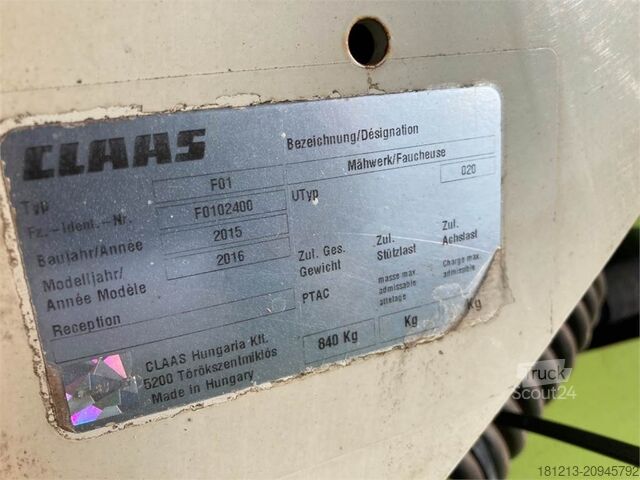 CLAAS
Bezeichnung/Désignation
Mähwerk/Faucheuse
Typ F01 UTyp 020
Fz.-Ident.-Nr. F0102400
Baujahr/Année 2015
Modelljahr/
Année Modèle 2016
Zul. Ges.
Gewicht
Zul.
Stützlast
Zul.
Achslast
PTAC
masse max.
admissable
attelage
Charge max.
admissable
Reception
840 Kg Kg Kg
CLAAS Hungaria Kft.
5200 Törökszentmiklós
Made in Hungary
Truck
Scout24
181213-20945792